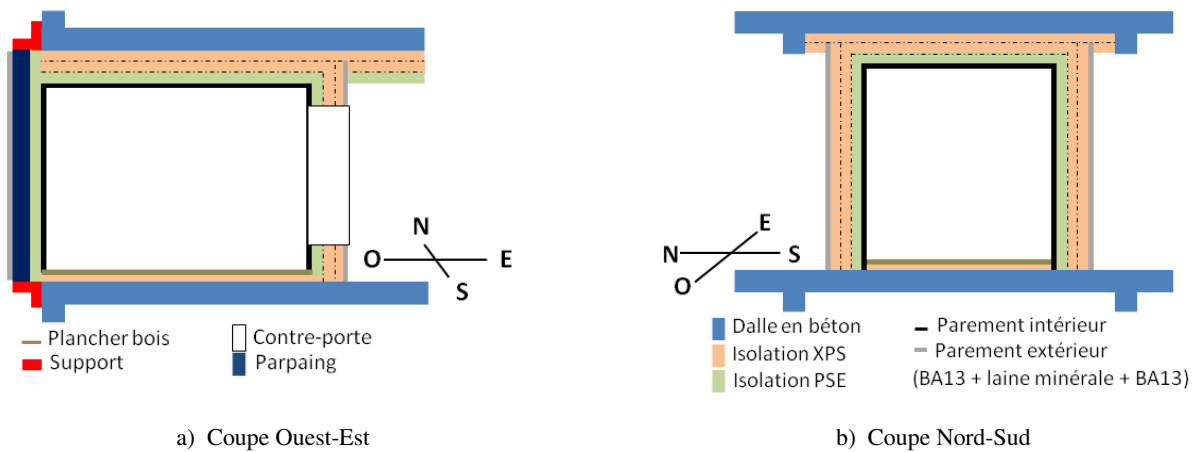 N
O
E
S
Plancher bois
Support
Contre-porte
Parpaing
a) Coupe Ouest-Est
E
N
S
O
Dalle en béton
Isolation XPS
Isolation PSE
Parement intérieur
Parement extérieur
(BA13 + laine minérale + BA13)
b) Coupe Nord-Sud